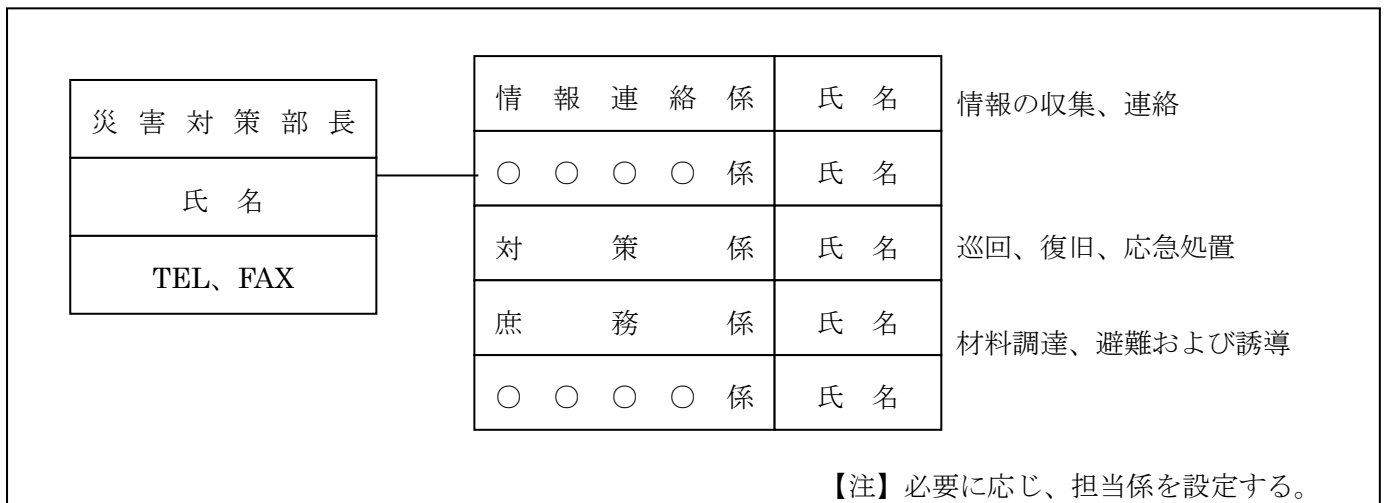 災害対策部長
氏名
TEL、FAX
情報連絡係 氏名 情報の収集、連絡
○○○○係 氏名
対策係 氏名 巡回、復旧、応急処置
庶務係 氏名 材料調達、避難および誘導
○○○○係 氏名
【注】必要に応じ、担当係を設定する。